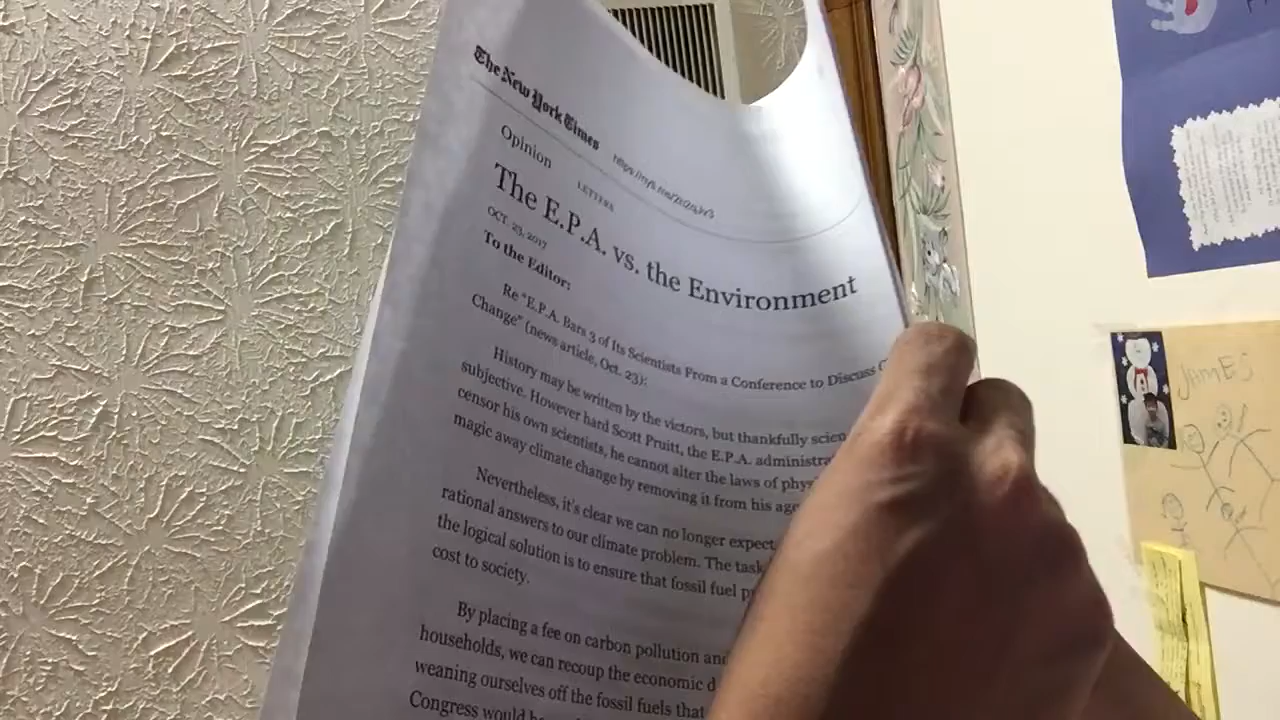 The New York Times
Opinion
LETTERS
The E.P.A. vs. the Environment
OCT. 23, 2017
To the Editor:
Re "E.P.A. Bars 3 of Its Scientists From a Conference to Discuss
Change" (news article, Oct. 23):
History may be written by the victors, but thankfully
subjective. However hard Scott Pruitt, the E.P.A.
censor his own scientists, he cannot alter the laws of
magic away climate change by removing it from his
Nevertheless, it's clear we can no longer expect
rational answers to our climate problem. The task
the logical solution is to ensure that fossil fuel
cost to society.
By placing a fee on carbon pollution and
households, we can recoup the economic
weaning ourselves off the fossil fuels that
Congress would
JAMES